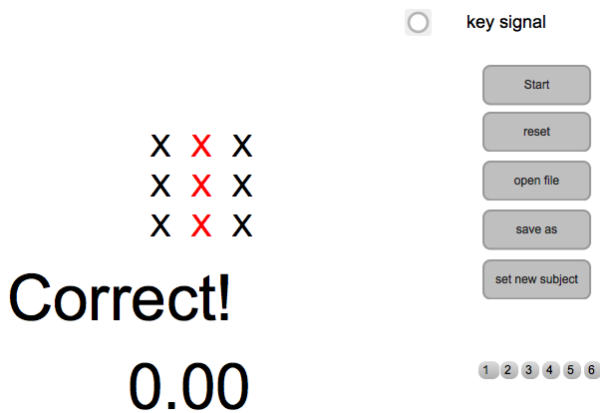 key signal
Start
reset
X X X
X X X
X X X
open file
save as
Correct!
set new subject
0.00
1 2 3 4 5 6